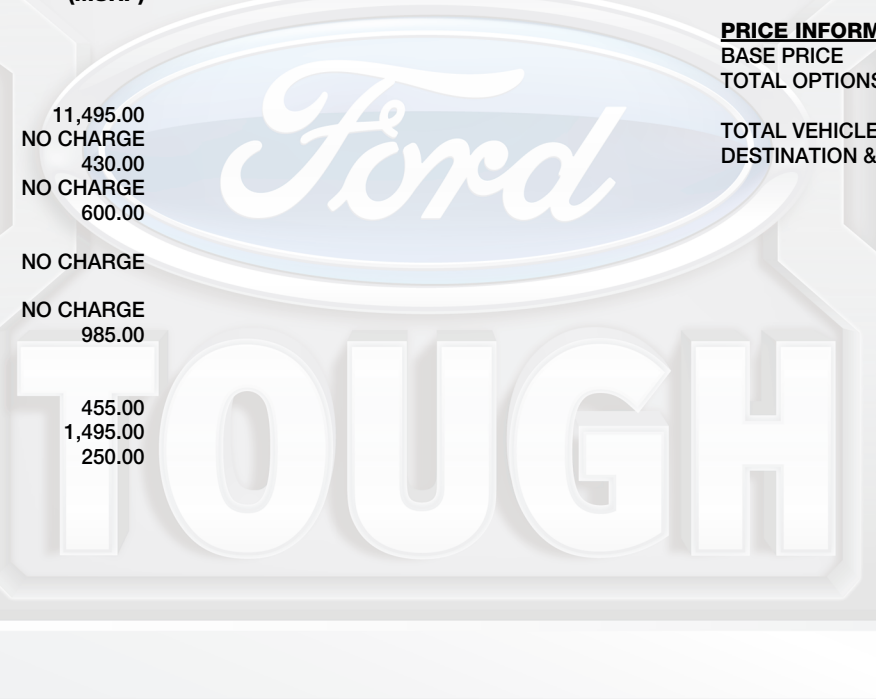 (MSRP)
11,495.00
NO CHARGE
430.00
NO CHARGE
600.00
NO CHARGE
NO CHARGE
985.00
455.00
1,495.00
250.00
PRICE INFORM
BASE PRICE
TOTAL OPTIONS
TOTAL VEHICLE
DESTINATION &
Ford
TOUGH